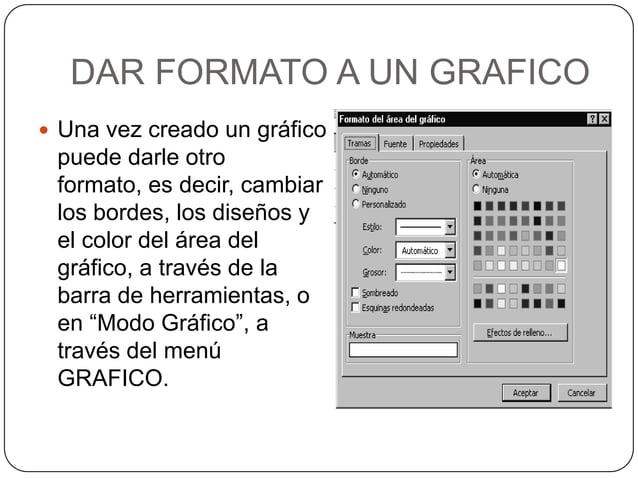 DAR FORMATO A UN GRAFICO
Una vez creado un gráfico
puede darle otro
formato, es decir, cambiar
los bordes, los diseños y
el color del área del
gráfico, a través de la
barra de herramientas, o
en “Modo Gráfico”, a
través del menú
GRAFICO.
Formato del área del gráfico
Tramas Fuente Propiedades
Borde
Automático
Ninguno
Personalizado
Estilo:
Color: Automático
Grosor:
Sombreado
Esquinas redondeadas
Muestra
Área
Automática
Ninguna
Efectos de relleno...
Aceptar Cancelar